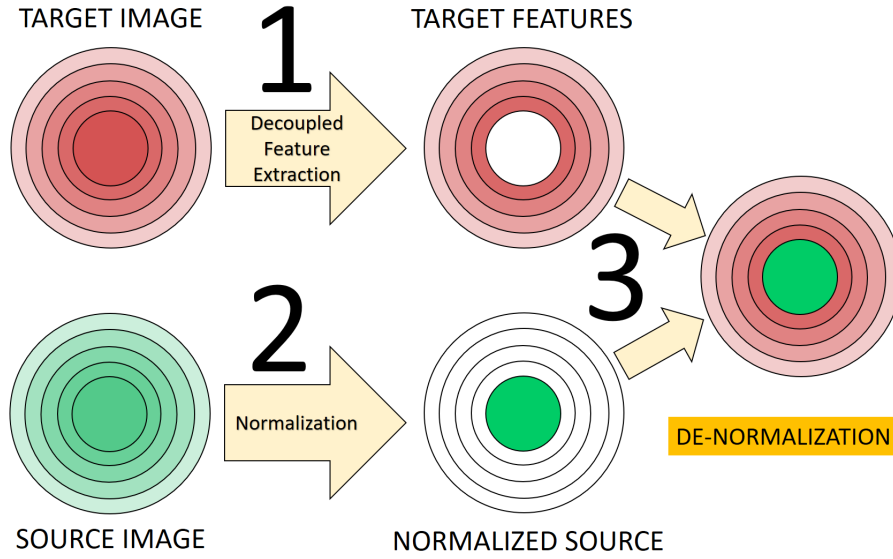 TARGET IMAGE
1
TARGET FEATURES
Decoupled
Feature
Extraction
2
3
Normalization
DE-NORMALIZATION
SOURCE IMAGE
NORMALIZED SOURCE